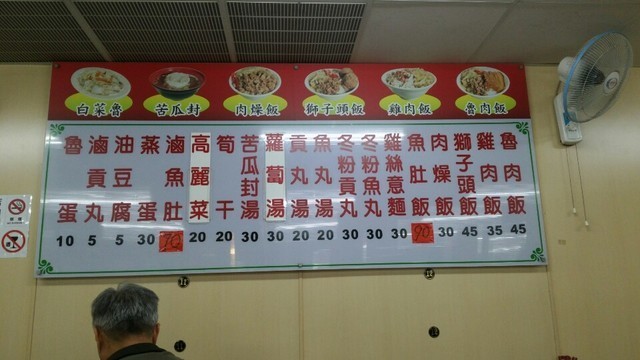 白菜魯
苦瓜封
肉燥飯
獅子頭飯
雞肉飯
魯肉飯
魯肉飯 45
雞肉飯 35
獅子頭飯 45
肉燥飯 30
魚肚飯 90
雞絲意麵 30
冬粉魚丸 30
冬粉貢丸 30
魚丸湯 20
貢丸湯 20
蘿蔔湯 30
苦瓜封湯 30
筍干 20
高麗菜 20
滷魚肚 70
蒸蛋 30
油豆腐 5
滷貢丸 5
魯蛋 10